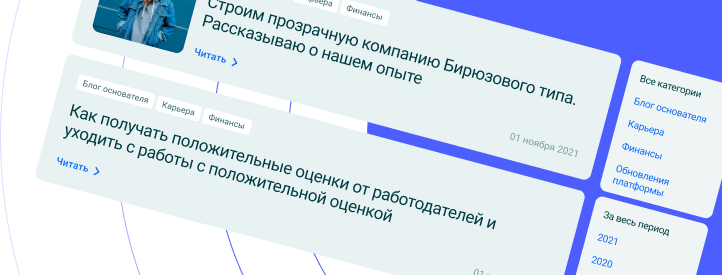 Финансы
Строим прозрачную компанию Бирюзового типа.
Рассказываю о нашем опыте
Читать
01 ноября 2021
Блог основателя
Карьера
Финансы
Как получать положительные оценки от работодателей и
уходить с работы с положительной оценкой
Читать
Все категории
Блог основателя
Карьера
Финансы
Обновления
платформы
За весь период
2021
2020